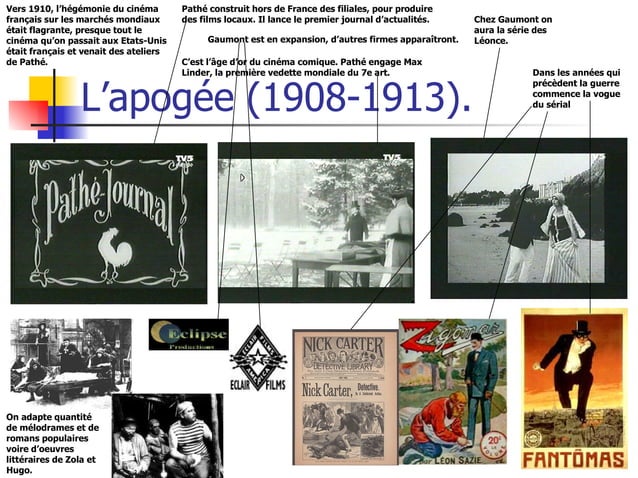 Vers 1910, l’hégémonie du cinéma
français sur les marchés mondiaux
était flagrante, presque tout le
cinéma qu’on passait aux Etats-Unis
était français et venait des ateliers
de Pathé.
Pathé construit hors de France des filiales, pour produire
des films locaux. Il lance le premier journal d’actualités.
Gaumont est en expansion, d’autres firmes apparaîtront.
C’est l’âge d’or du cinéma comique. Pathé engage Max
Linder, la première vedette mondiale du 7e art.
Chez Gaumont on
aura la série des
Léonce.
Dans les années qui
précèdent la guerre
commence la vogue
du sérial
L’apogée (1908-1913).
TV5
Pathé-Journal
TV5
Eclipse
Productions
ECLAIR FILMS
NICK CARTER
DETECTIVE LIBRARY
Nick Carter, Detective.
Zigomar
20c
LE VOLUME
Par LÉON SAZIE
FANTÔMAS
On adapte quantité
de mélodrames et de
romans populaires
voire d’oeuvres
littéraires de Zola et
Hugo.